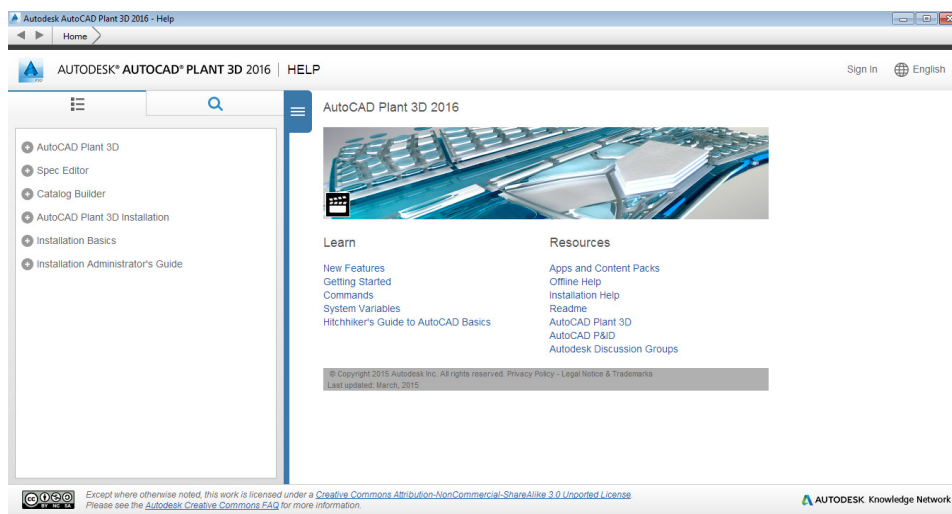 Autodesk AutoCAD Plant 3D 2016 - Help
Home
AUTODESK® AUTOCAD® PLANT 3D 2016 | HELP
Sign In
English
AutoCAD Plant 3D
Spec Editor
Catalog Builder
AutoCAD Plant 3D Installation
Installation Basics
Installation Administrator's Guide
AutoCAD Plant 3D 2016
Learn
New Features
Getting Started
Commands
System Variables
Hitchhiker's Guide to AutoCAD Basics
Resources
Apps and Content Packs
Offline Help
Installation Help
Readme
AutoCAD Plant 3D
AutoCAD P&ID
Autodesk Discussion Groups
© Copyright 2015 Autodesk Inc. All rights reserved. Privacy Policy - Legal Notice & Trademarks
Last updated: March, 2015
BY NC SA
Except where otherwise noted, this work is licensed under a Creative Commons Attribution-NonCommercial-ShareAlike 3.0 Unported License.
Please see the Autodesk Creative Commons FAQ for more information.
AUTODESK Knowledge Network